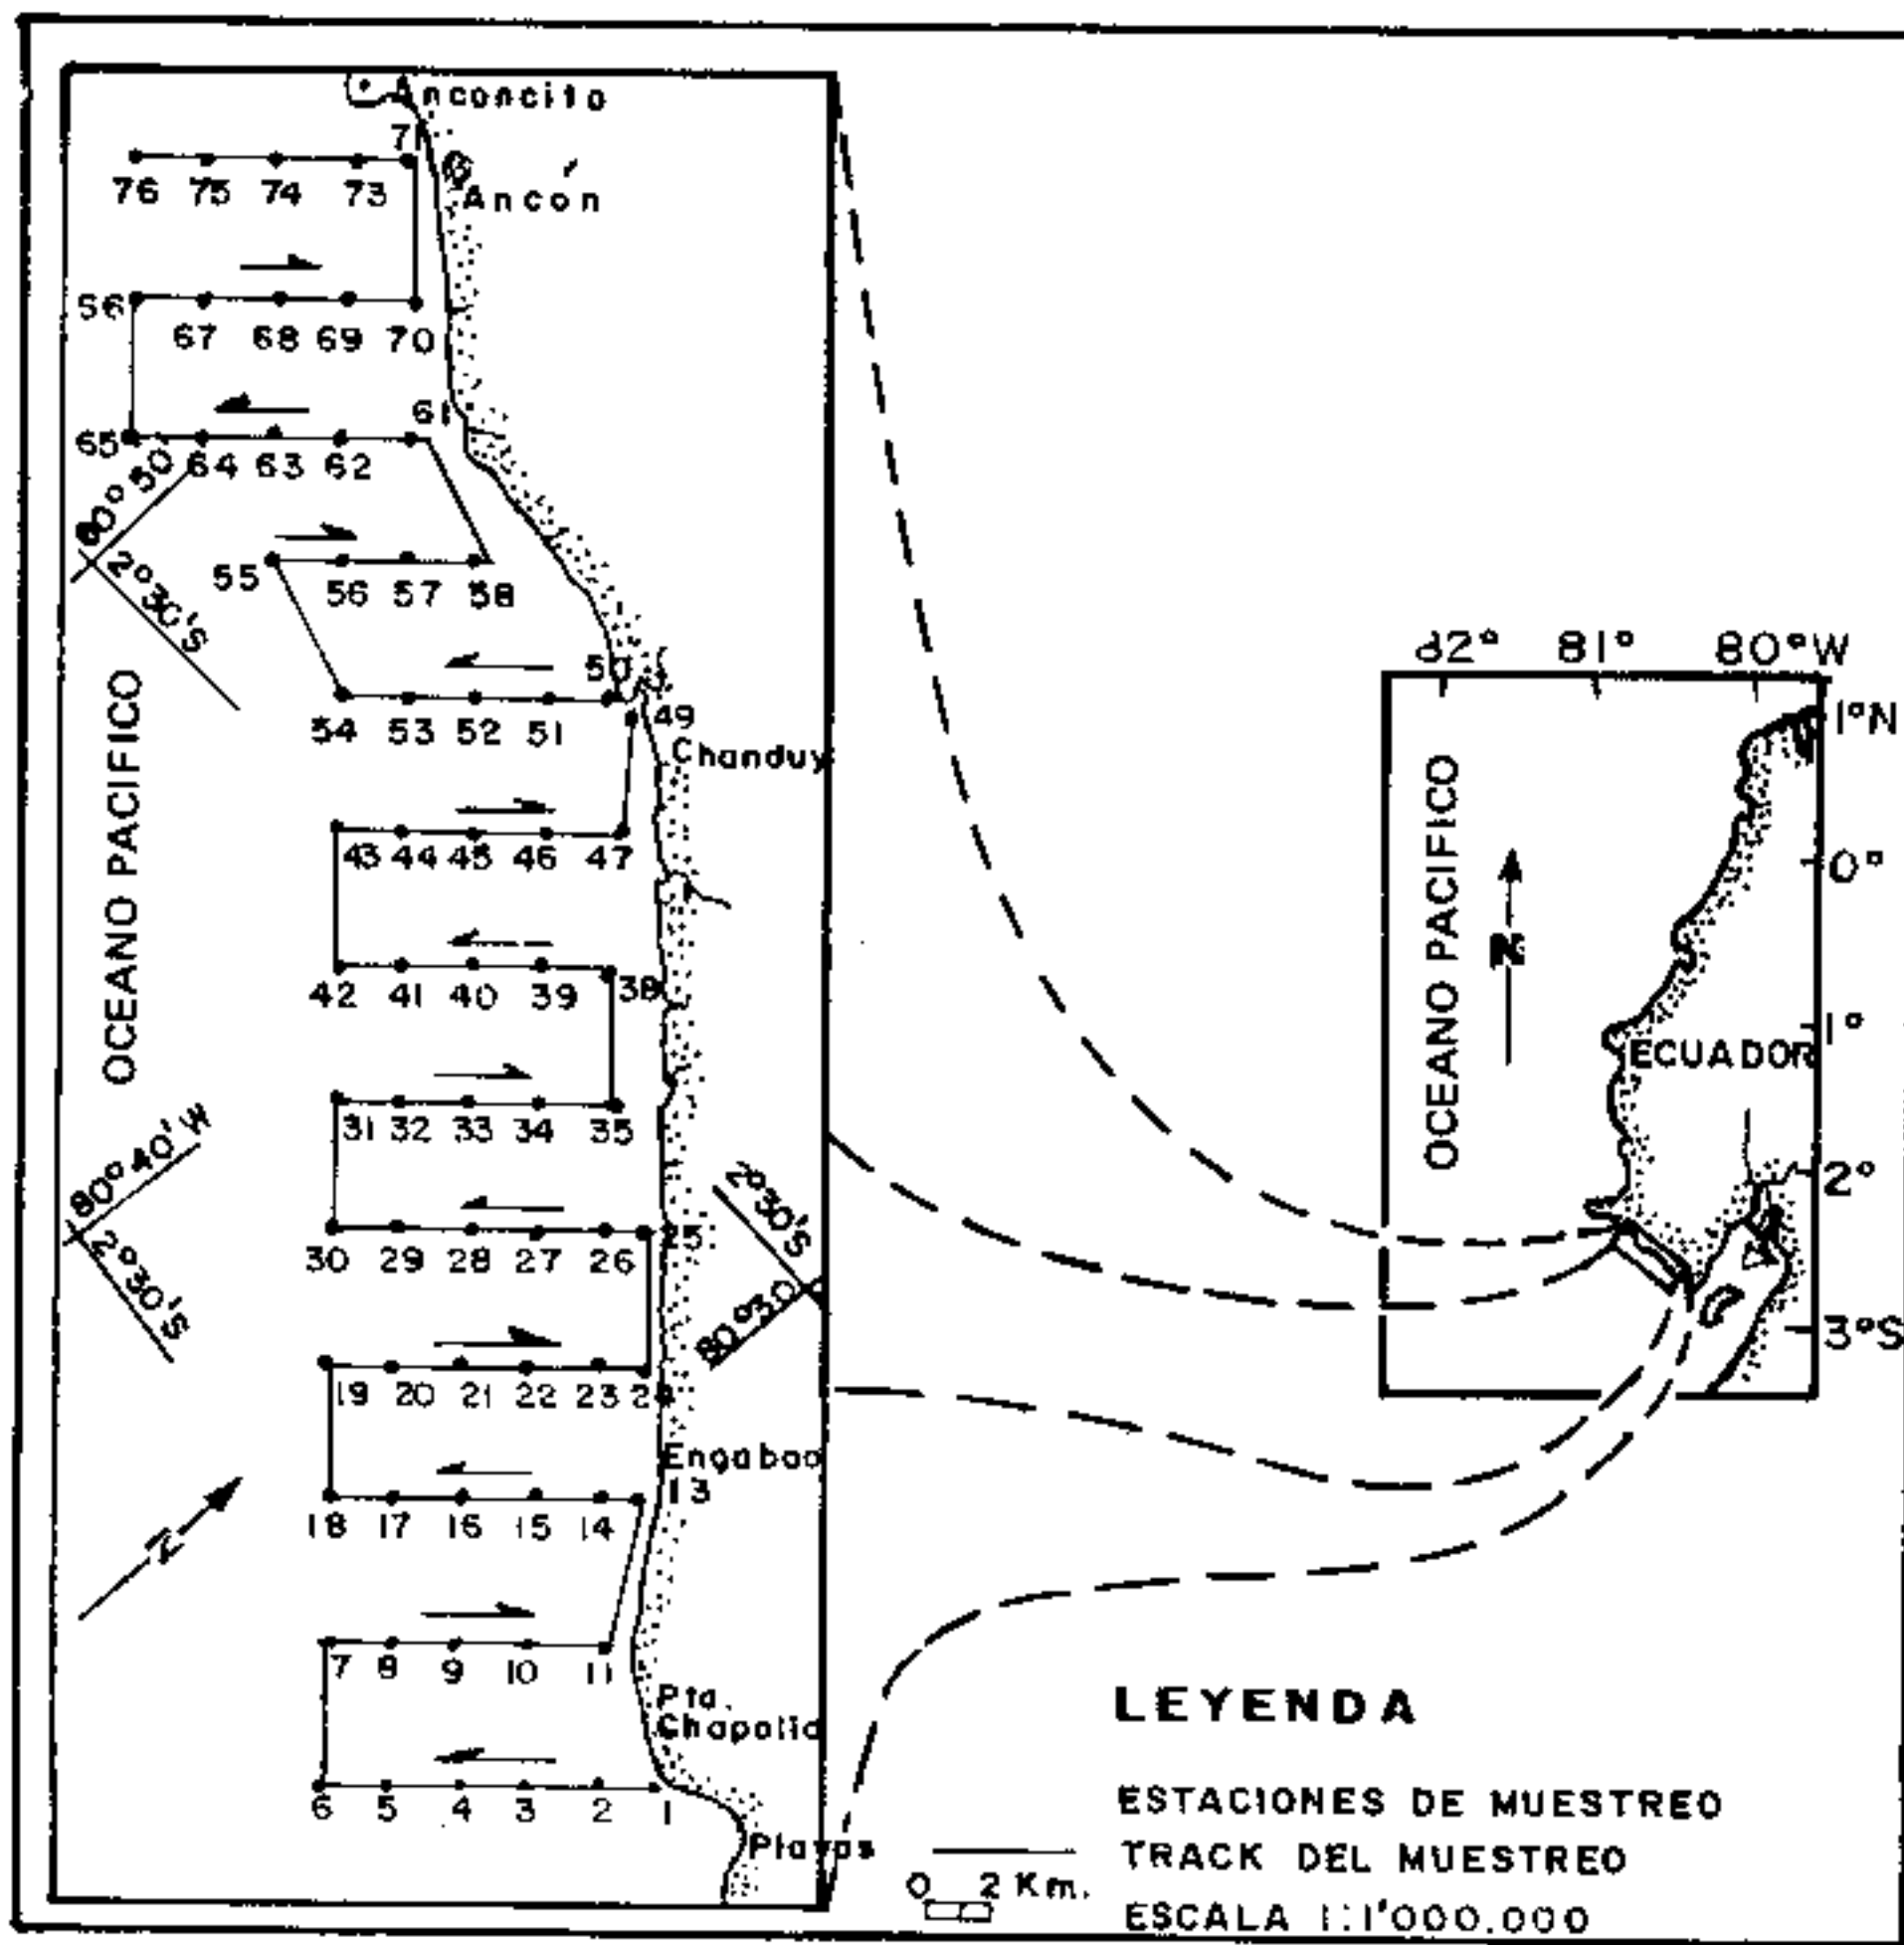 Anconcito
71
Ancón
76 75 74 73
56
67 68 69 70
61
65
64 63 62
80° 50'
2°30'S
55
56 57 58
50
54 53 52 51
49
Chanduy
43 44 45 46 47
OCEANO PACIFICO
42 41 40 39 38
31 32 33 34 35
80° 40' W
2°30'S
25
30 29 28 27 26
2°30'S
80°30'
19 20 21 22 23 24
Engabao
13
18 17 16 15 14
N
7 8 9 10 11
Pta.
Chapolia
6 5 4 3 2 1
Playas
82° 81° 80°W
1°N
0°
1°
2°
3°S
OCEANO PACIFICO
N
ECUADOR
LEYENDA
ESTACIONES DE MUESTREO
TRACK DEL MUESTREO
0 2 Km.
ESCALA 1:1'000.000